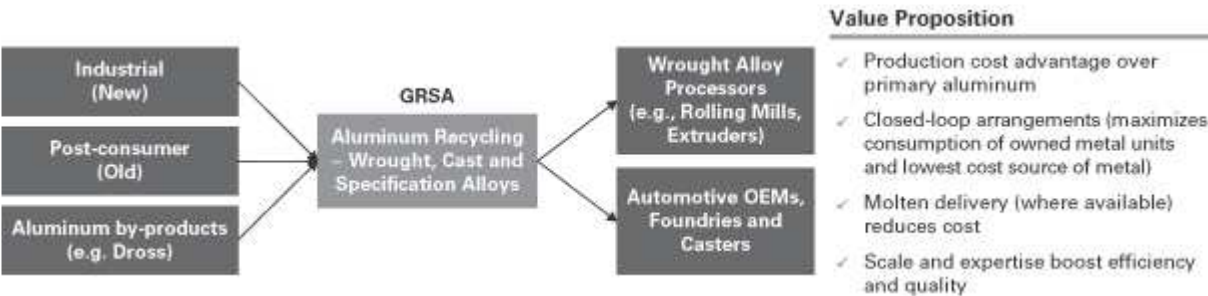 Industrial
(New)
Post-consumer
(Old)
Aluminum by-products
(e.g. Dross)
GRSA
Aluminum Recycling
– Wrought, Cast and
Specification Alloys
Wrought Alloy
Processors
(e.g., Rolling Mills,
Extruders)
Automotive OEMs,
Foundries and
Casters
Value Proposition
✓ Production cost advantage over
primary aluminum
✓ Closed-loop arrangements (maximizes
consumption of owned metal units
and lowest cost source of metal)
✓ Molten delivery (where available)
reduces cost
✓ Scale and expertise boost efficiency
and quality